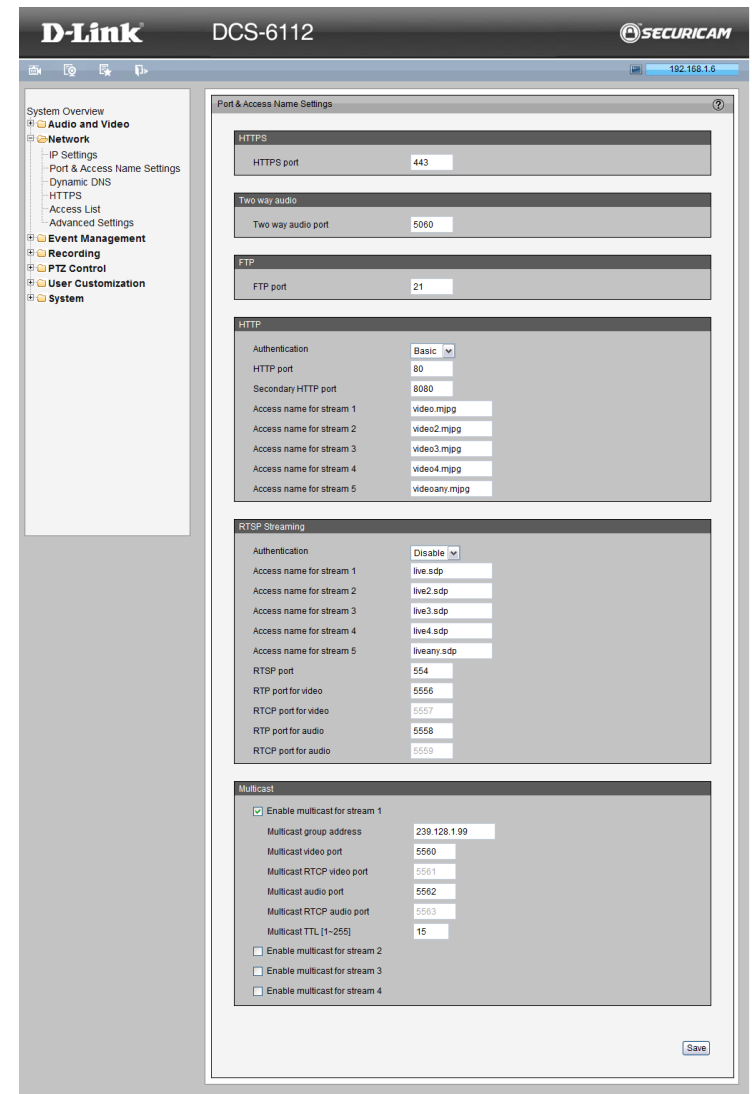 D-Link
DCS-6112
SECURICAM
192.168.1.6
System Overview
Audio and Video
Network
IP Settings
Port & Access Name Settings
Dynamic DNS
HTTPS
Access List
Advanced Settings
Event Management
Recording
PTZ Control
User Customization
System
Port & Access Name Settings
?
HTTPS
HTTPS port 443
Two way audio
Two way audio port 5060
FTP
FTP port 21
HTTP
Authentication Basic
HTTP port 80
Secondary HTTP port 8080
Access name for stream 1 video.mjpg
Access name for stream 2 video2.mjpg
Access name for stream 3 video3.mjpg
Access name for stream 4 video4.mjpg
Access name for stream 5 videoany.mjpg
RTSP Streaming
Authentication Disable
Access name for stream 1 live.sdp
Access name for stream 2 live2.sdp
Access name for stream 3 live3.sdp
Access name for stream 4 live4.sdp
Access name for stream 5 liveany.sdp
RTSP port 554
RTP port for video 5556
RTCP port for video 5557
RTP port for audio 5558
RTCP port for audio 5559
Multicast
Enable multicast for stream 1
Multicast group address 239.128.1.99
Multicast video port 5560
Multicast RTCP video port 5561
Multicast audio port 5562
Multicast RTCP audio port 5563
Multicast TTL [1~255] 15
Enable multicast for stream 2
Enable multicast for stream 3
Enable multicast for stream 4
Save